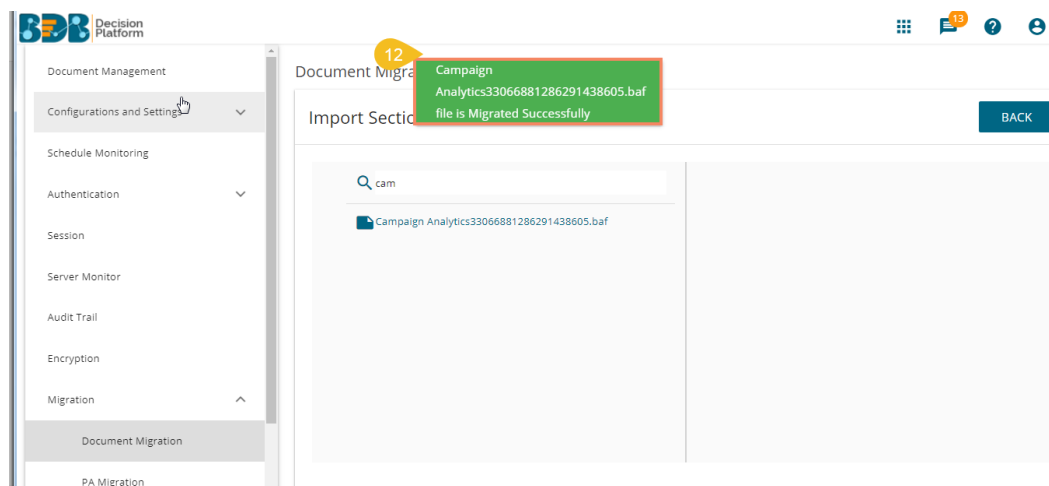 BDB Decision
Platform
13
Document Management
Configurations and Settings
Schedule Monitoring
Authentication
Session
Server Monitor
Audit Trail
Encryption
Migration
Document Migration
PA Migration
12
Document Migra
Campaign
Analytics33066881286291438605.baf
file is Migrated Successfully
Import Sectio
BACK
cam
Campaign Analytics33066881286291438605.baf